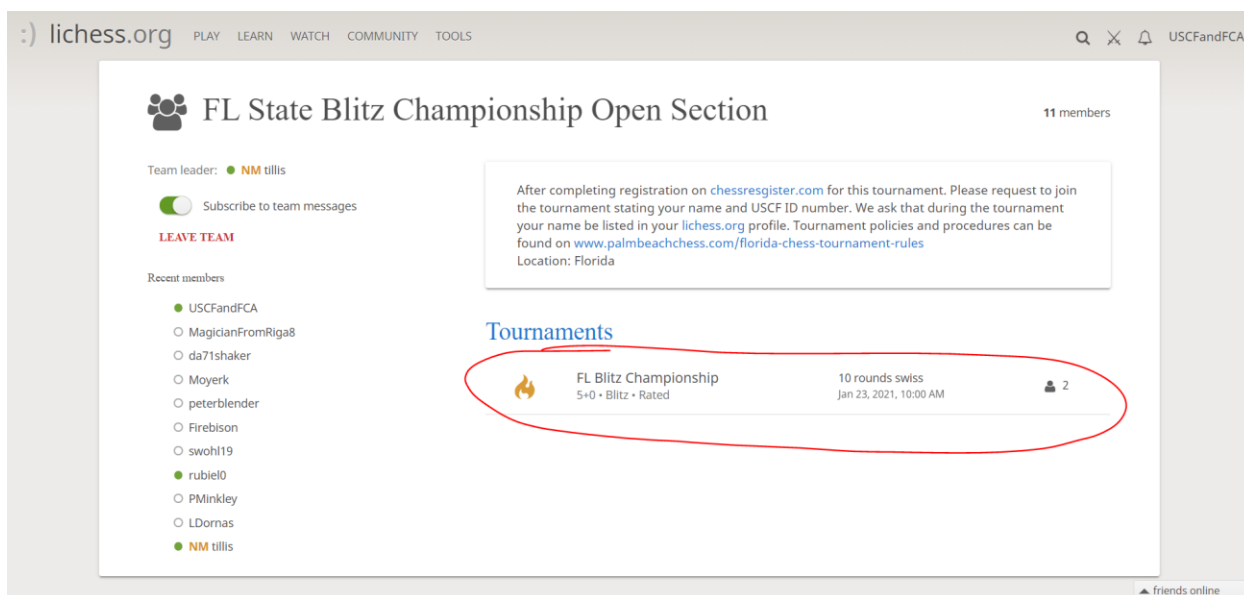 :) lichess.org PLAY LEARN WATCH COMMUNITY TOOLS USCFandFCA
FL State Blitz Championship Open Section
11 members
Team leader: NM tillis
Subscribe to team messages
LEAVE TEAM
Recent members
USCFandFCA
MagicianFromRiga8
da71shaker
Moyerk
peterblender
Firebison
swohl19
rubiel0
PMinkley
LDornas
NM tillis
After completing registration on chessresgister.com for this tournament. Please request to join
the tournament stating your name and USCF ID number. We ask that during the tournament
your name be listed in your lichess.org profile. Tournament policies and procedures can be
found on www.palmbeachchess.com/florida-chess-tournament-rules
Location: Florida
Tournaments
FL Blitz Championship 10 rounds swiss 2
5+0 • Blitz • Rated Jan 23, 2021, 10:00 AM
friends online